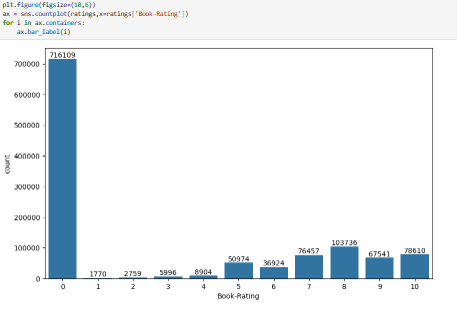 plt.figure(figsize=(10,6))
ax = sms.countplot(ratings,x=ratings['Book-Rating'])
for i in ax.containers:
    ax.bar_label(i)
716109
700000
600000
500000
400000
300000
200000
100000
0
count
1770
2759
5996
8904
50974
36924
76457
103736
67541
78610
0 1 2 3 4 5 6 7 8 9 10
Book-Rating